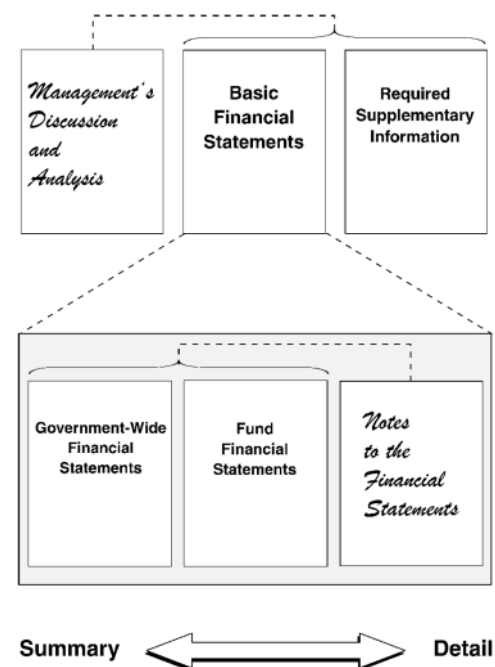 Management's
Discussion
and
Analysis
Basic
Financial
Statements
Required
Supplementary
Information
Government-Wide
Financial
Statements
Fund
Financial
Statements
Notes
to the
Financial
Statements
Summary
Detail